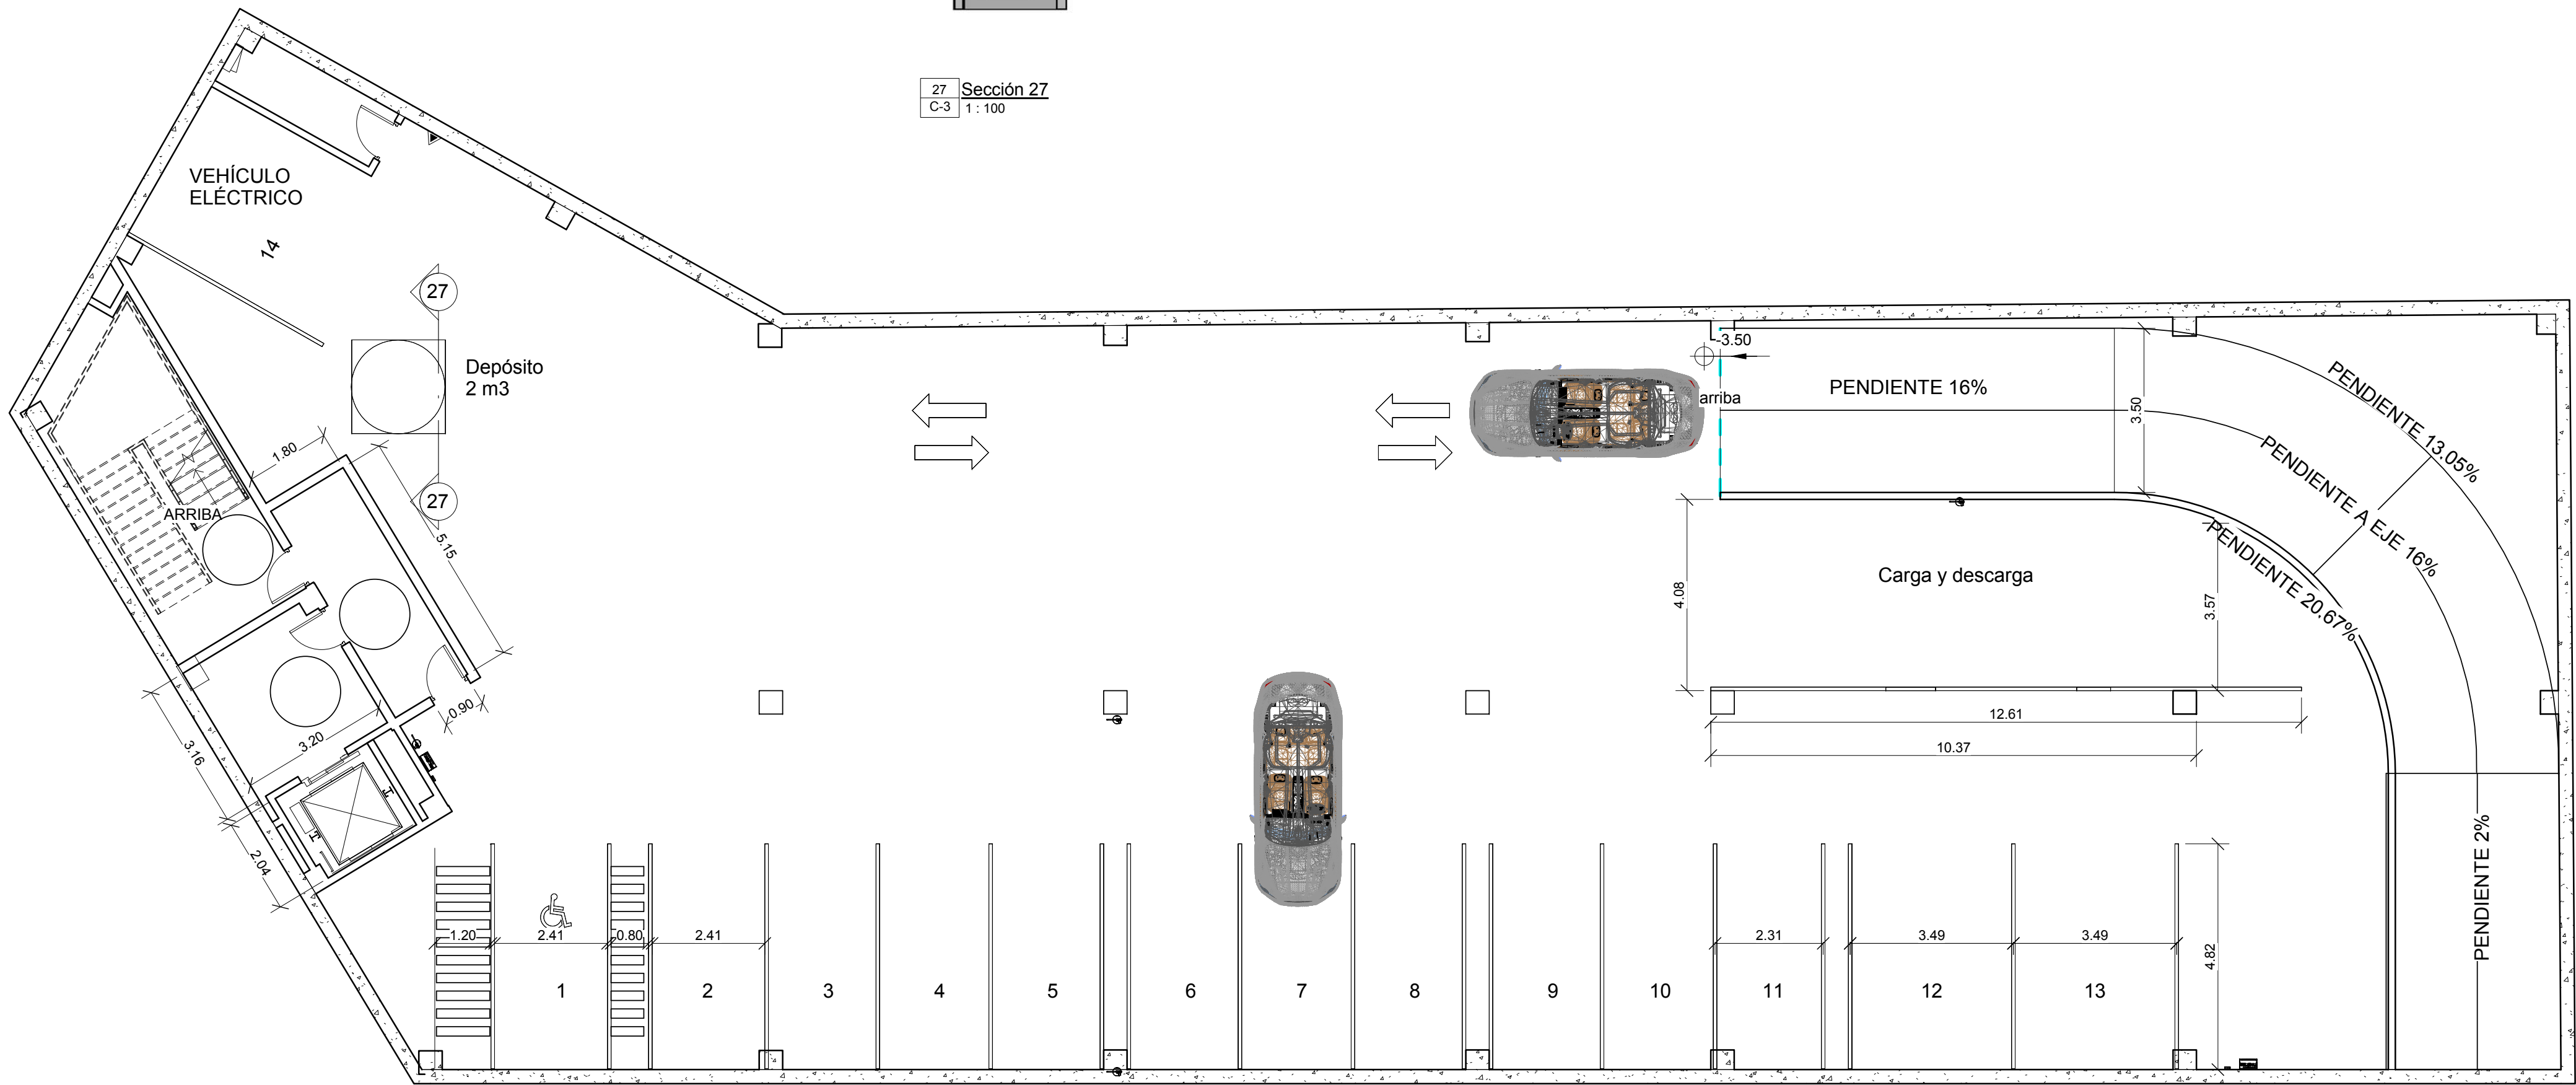 27 Sección 27
C-3 1 : 100
VEHÍCULO
ELÉCTRICO
14
27
Depósito
2 m3
1.80
27
ARRIBA
5.15
0.90
3.20
3.16
2.04
-3.50
arriba
PENDIENTE 16%
3.50
PENDIENTE 13.05%
PENDIENTE A EJE 16%
PENDIENTE 20.67%
Carga y descarga
4.08
3.57
12.61
10.37
PENDIENTE 2%
1.20 2.41 0.80 2.41 2.31 3.49 3.49
4.82
1 2 3 4 5 6 7 8 9 10 11 12 13